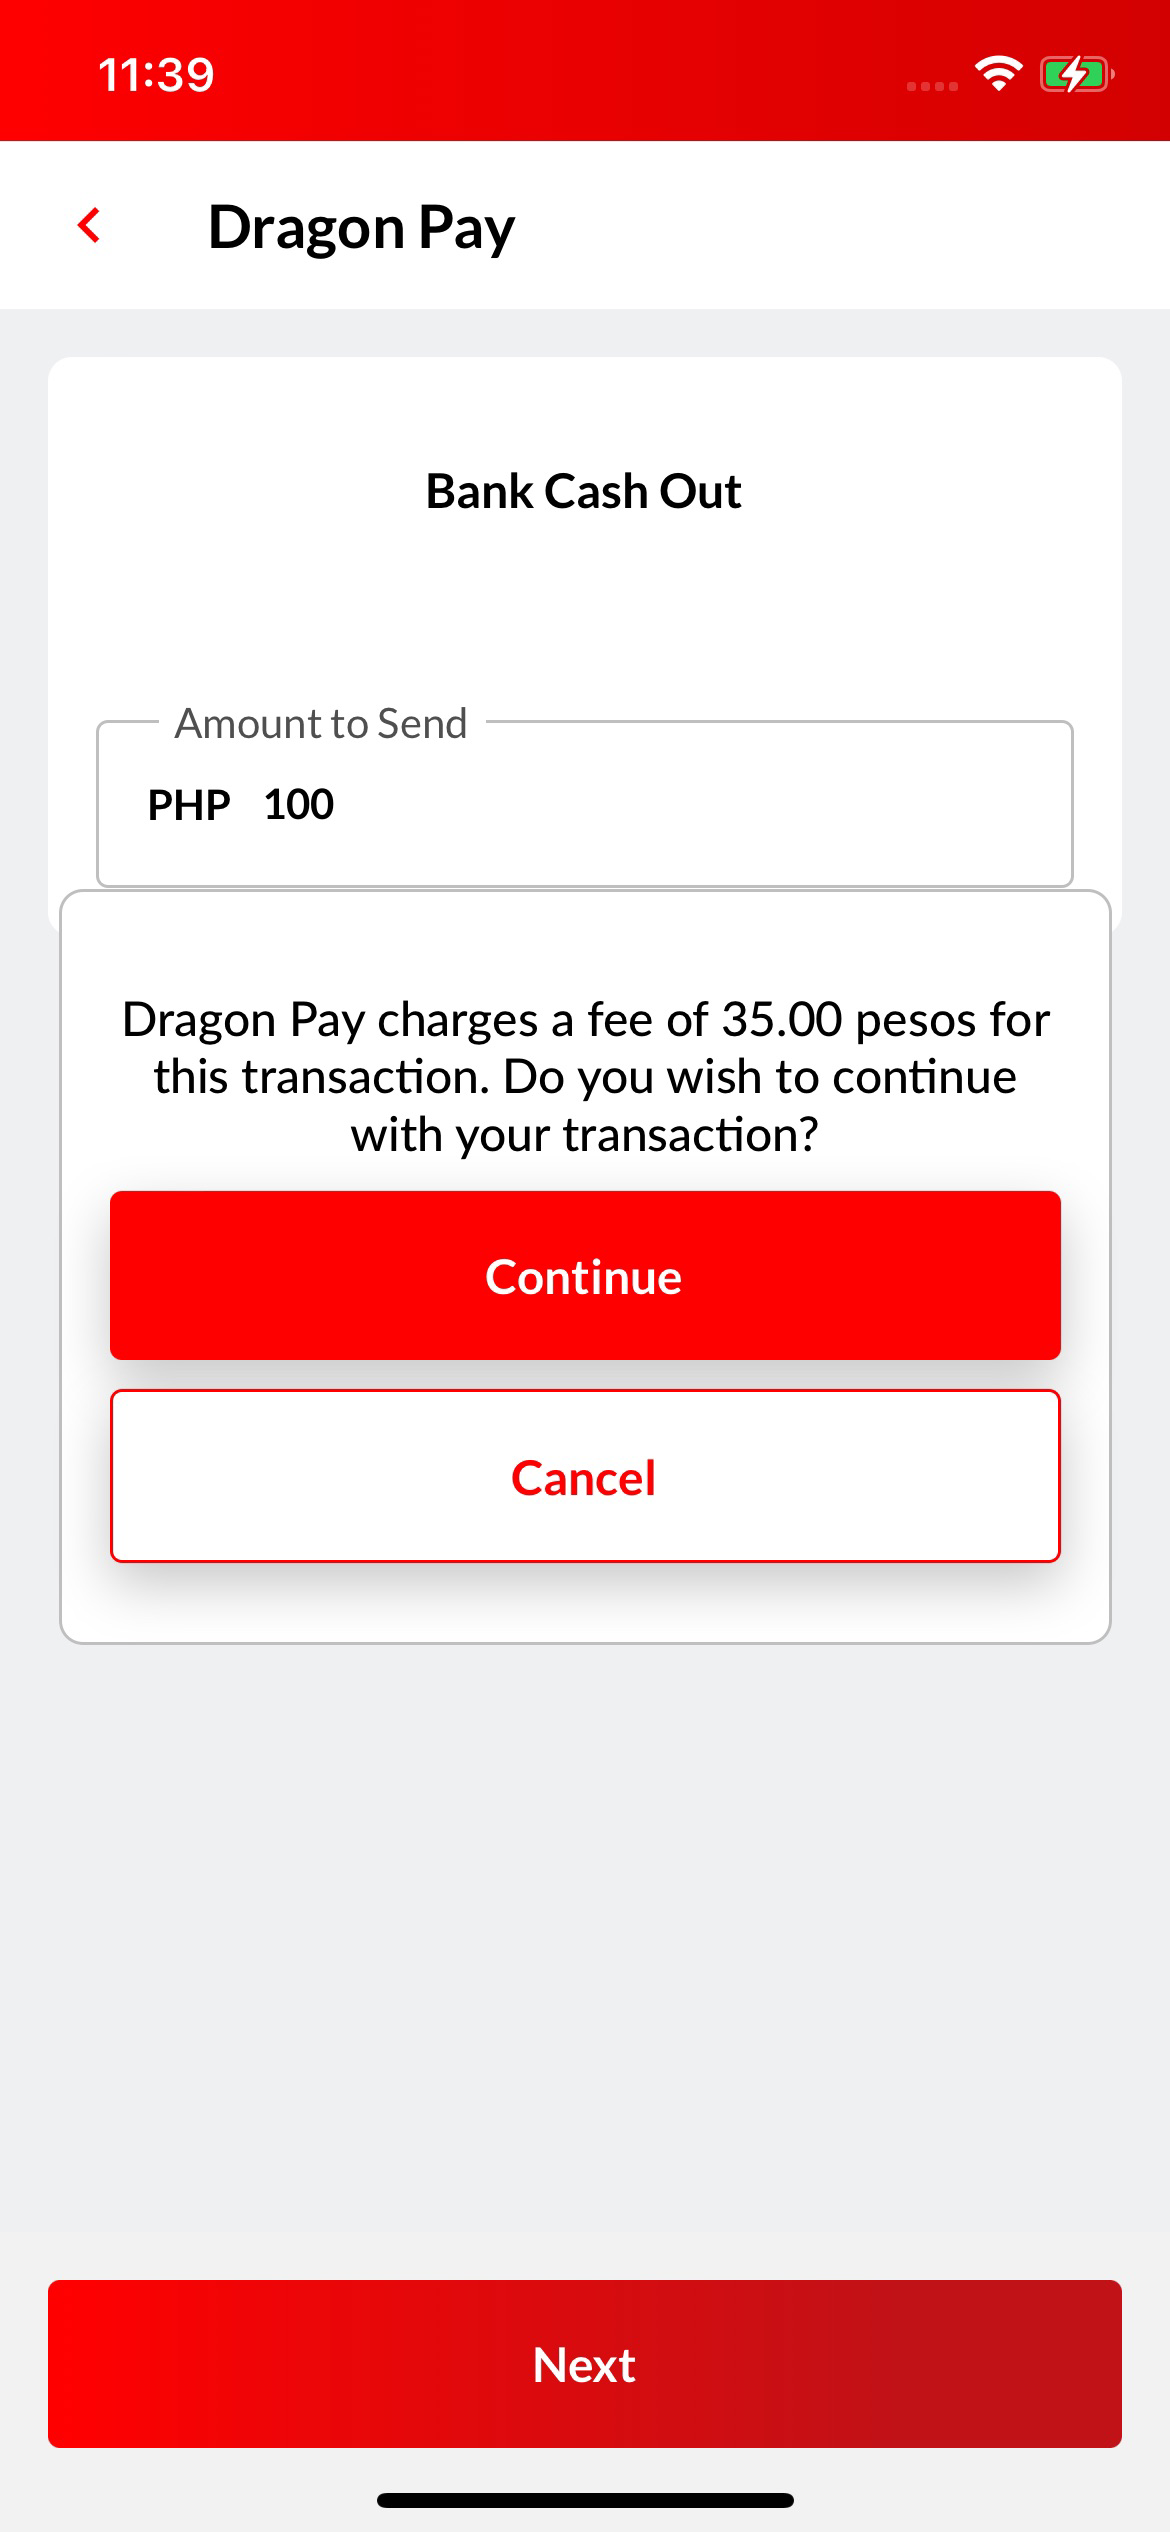 11:39
Dragon Pay
Bank Cash Out
Amount to Send
PHP 100
Dragon Pay charges a fee of 35.00 pesos for
this transaction. Do you wish to continue
with your transaction?
Continue
Cancel
Next